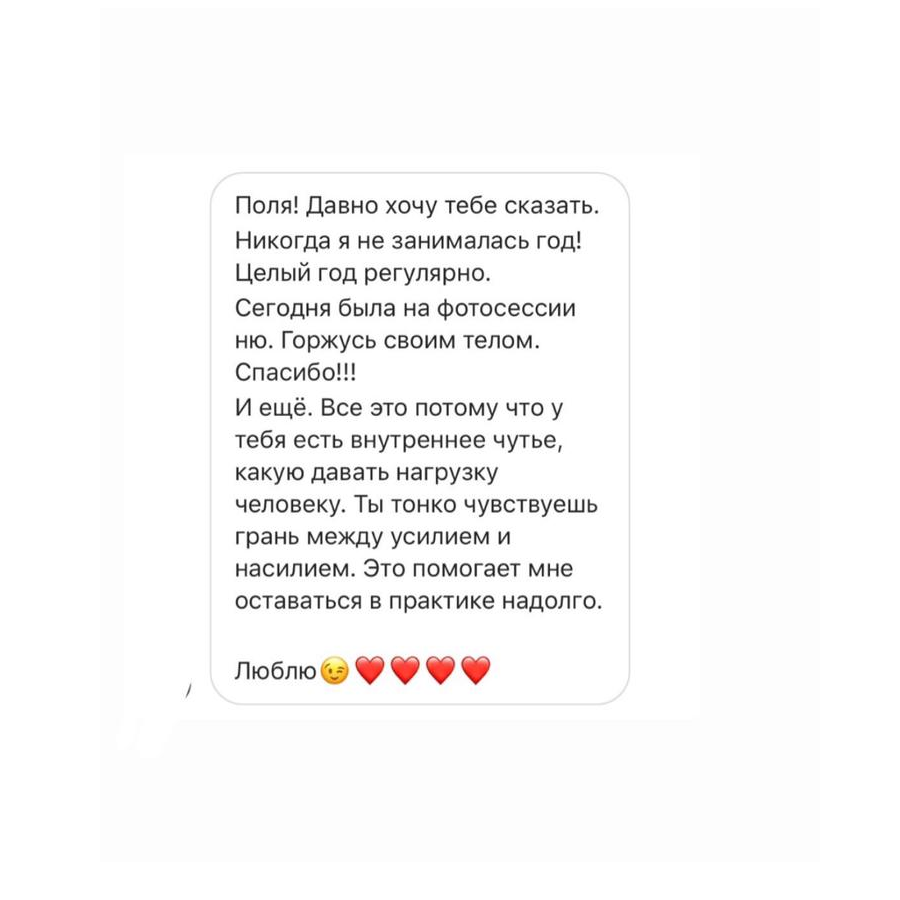 Поля! Давно хочу тебе сказать.
Никогда я не занималась год!
Целый год регулярно.
Сегодня была на фотосессии
ню. Горжусь своим телом.
Спасибо!!!
И ещё. Все это потому что у
тебя есть внутреннее чутье,
какую давать нагрузку
человеку. Ты тонко чувствуешь
грань между усилием и
насилием. Это помогает мне
оставаться в практике надолго.
Люблю😉❤️❤️❤️❤️